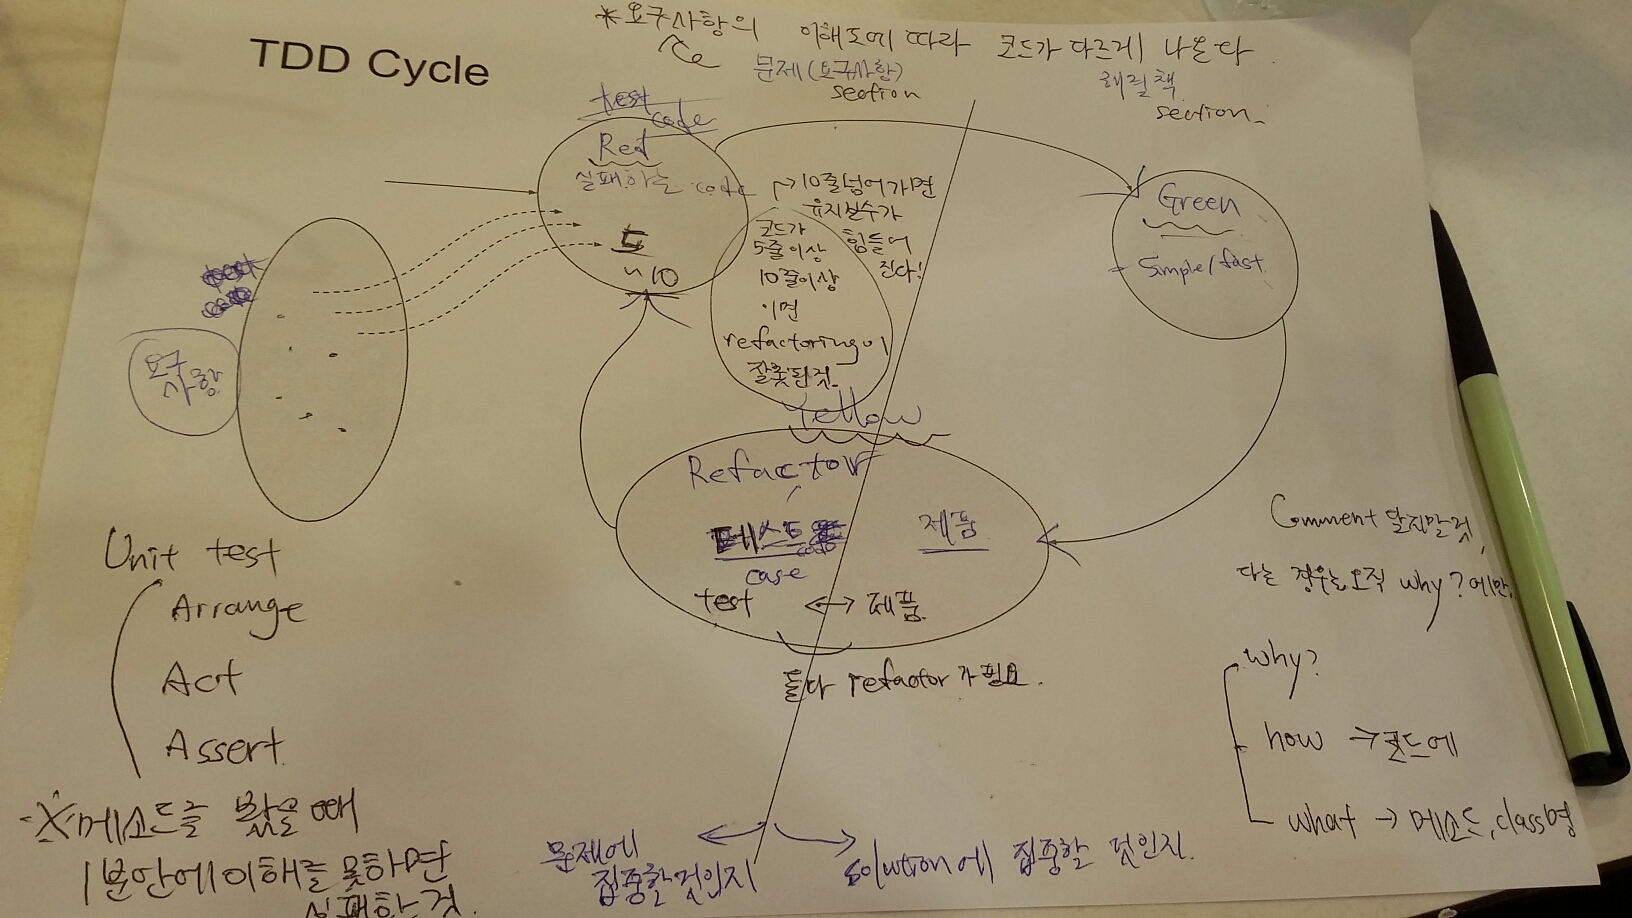 TDD Cycle
* 요구사항의 이해도에 따라 코드가 다르게 나온다.
문제(요구사항)
section
해결책
section.
test
code
Red
실패하는 code
5
~10
→10줄넘어가면
유지보수가
힘들어
진다!
코드가
5줄이상
10줄이상
이면
refactoring이
잘못된것.
Green
Simple/fast
요구
사항
Yellow
Refactor
테스트
code
case
제품
test ↔ 제품
둘다 refactor가 필요.
Unit test
Arrange
Act
Assert
※메소드를 봤을 때
1분안에 이해를 못하면
실패한 것.
문제에
집중할것인지
solution에 집중할 것인지.
Comment 달지말것,
다는 경우는 오직 why?에만.
why?
how → 코드에
what → 메소드, class명